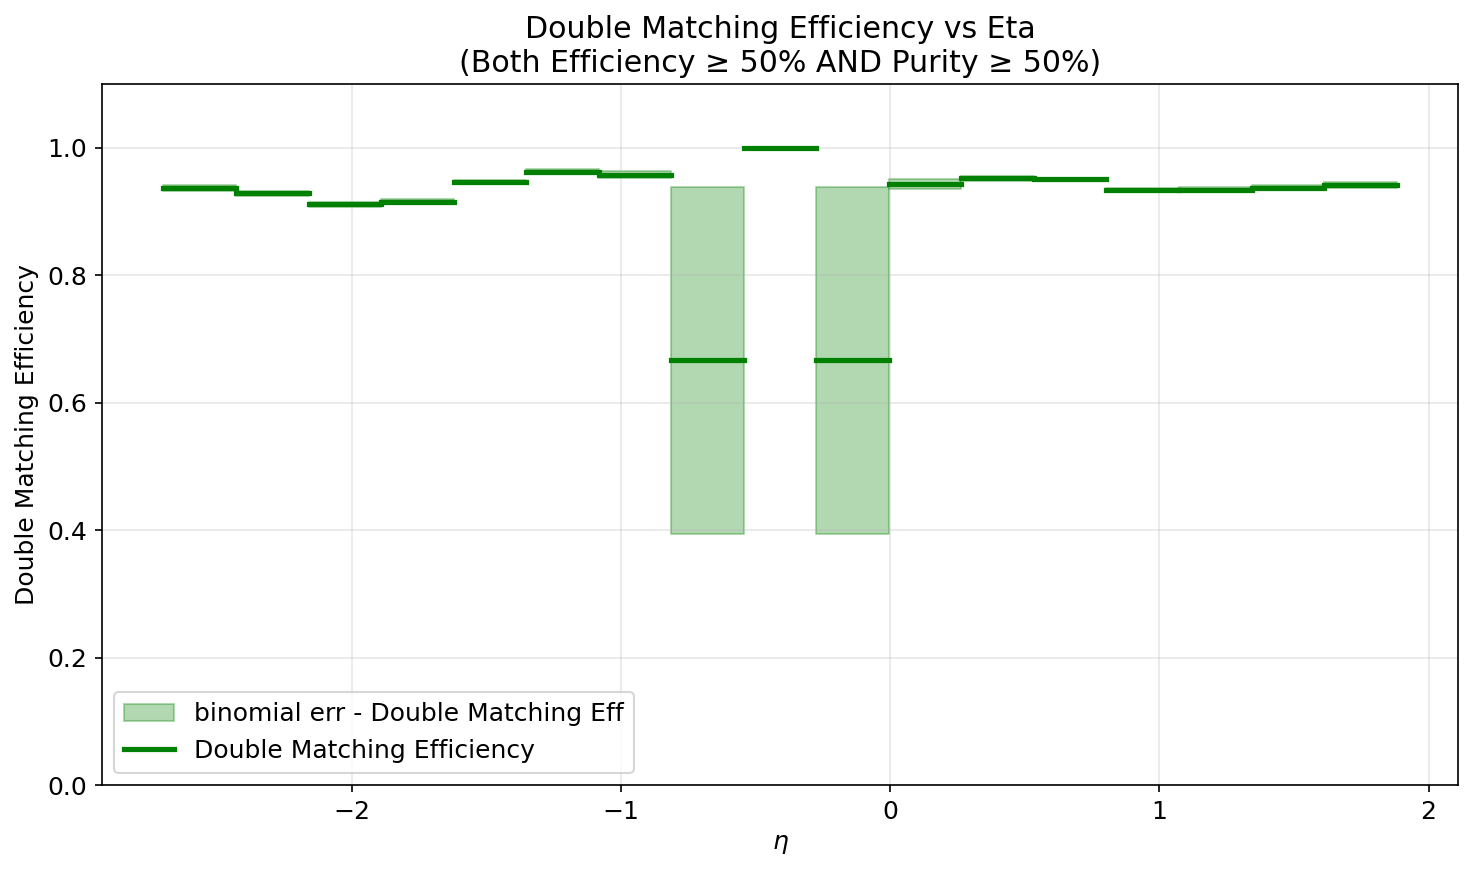 Double Matching Efficiency vs Eta
(Both Efficiency ≥ 50% AND Purity ≥ 50%)
Double Matching Efficiency
1.0
0.8
0.6
0.4
0.2
0.0
binomial err - Double Matching Eff
Double Matching Efficiency
−2
−1
0
1
2
η